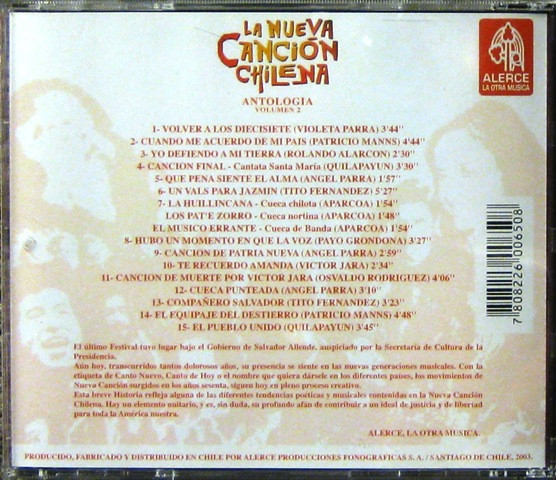 LA NUEVA
CANCIÓN
CHILENA
ALERCE
LA OTRA MUSICA
ANTOLOGIA
VOLUMEN 2
1- VOLVER A LOS DIECISIETE (VIOLETA PARRA) 3'44"
2- CUANDO ME ACUERDO DE MI PAIS (PATRICIO MANNS) 4'44"
3- YO DEFIENDO A MI TIERRA (ROLANDO ALARCON) 2'30"
4- CANCION FINAL - Cantata Santa María (QUILAPAYUN) 3'30"
5- QUE PENA SIENTE EL ALMA (ANGEL PARRA) 1'57"
6- UN VALS PARA JAZMIN (TITO FERNANDEZ) 5'27"
7- LA HUILLINCANA - Cueca chilota (APARCOA) 1'54"
LOS PAT'E ZORRO - Cueca nortina (APARCOA) 1'48"
EL MUSICO ERRANTE - Cueca de Banda (APARCOA) 1'54
8- HUBO UN MOMENTO EN QUE LA VOZ (PAYO GRONDONA) 3'27"
9- CANCION DE PATRIA NUEVA (ANGEL PARRA) 2'59"
10- TE RECUERDO AMANDA (VICTOR JARA) 2'34"
11- CANCION DE MUERTE POR VICTOR JARA (OSVALDO RODRIGUEZ) 4'06"
12- CUECA PUNTEADA (ANGEL PARRA) 3'10"
13- COMPAÑERO SALVADOR (TITO FERNANDEZ) 3'23"
14- EL EQUIPAJE DEL DESTIERRO (PATRICIO MANNS) 4'48"
15- EL PUEBLO UNIDO (QUILAPAYUN) 3'45"
7 808226 006508
El último Festival tuvo lugar bajo el Gobierno de Salvador Allende, auspiciado por la Secretaría de Cultura de la
Presidencia.
Aún hoy, transcurridos tantos dolorosos años, su presencia se siente en las nuevas generaciones musicales. Con la
etiqueta de Canto Nuevo, Canto de Hoy o el nombre que quiera dársele en los diferentes países, los movimientos
de Nueva Canción surgidos en los años sesenta, siguen hoy en pleno proceso creativo.
Esta breve Historia refleja alguna de las diferentes tendencias poéticas y musicales contenidas en la Nueva Canción
Chilena. Hay un elemento unitario, y es, sin duda, su profundo afán de contribuir a un ideal de justicia y de libertad
para toda la América nuestra.
ALERCE, LA OTRA MUSICA.
PRODUCIDO, FABRICADO Y DISTRIBUIDO EN CHILE POR ALERCE PRODUCCIONES FONOGRAFICAS S. A. / SANTIAGO DE CHILE, 2003.